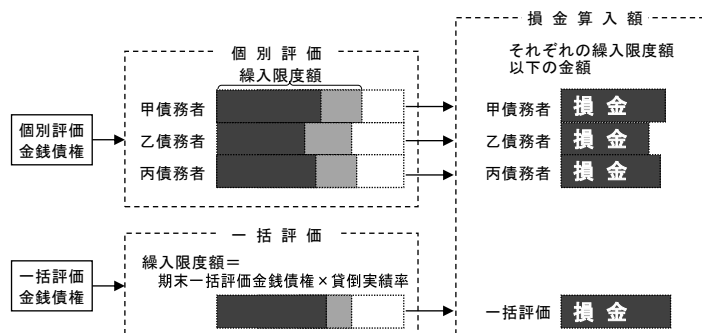 損金算入額
個別評価
繰入限度額
それぞれの繰入限度額
以下の金額
個別評価
金銭債権
甲債務者
乙債務者
丙債務者
甲債務者 損金
乙債務者 損金
丙債務者 損金
一括評価
一括評価
金銭債権
繰入限度額=
期末一括評価金銭債権×貸倒実績率
一括評価 損金